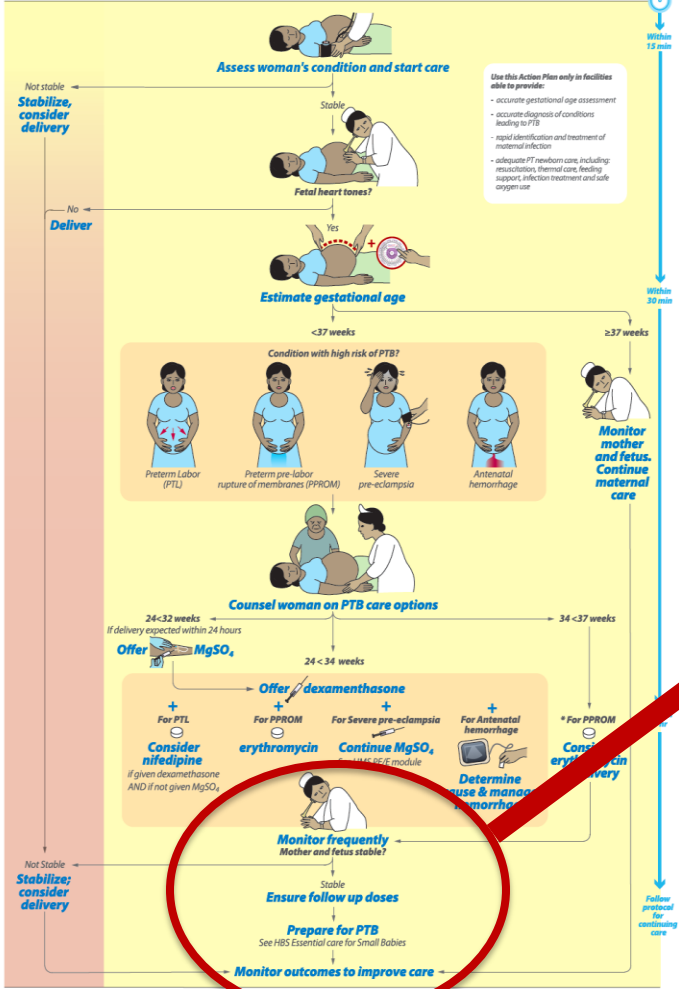 Within
15 min
Assess woman's condition and start care
Use this Action Plan only in facilities
able to provide:
- accurate gestational age assessment
- accurate diagnosis of conditions
leading to PTB
- rapid identification and treatment of
maternal infection
- adequate PT newborn care, including:
resuscitation, thermal care, feeding
support, infection treatment and safe
oxygen use
Not stable
Stabilize,
consider
delivery
Stable
Fetal heart tones?
No
Deliver
Yes
+
Estimate gestational age
Within
30 min
<37 weeks
≥37 weeks
Condition with high risk of PTB?
Preterm Labor
(PTL)
Preterm pre-labor
rupture of membranes (PPROM)
Severe
pre-eclampsia
Antenatal
hemorrhage
Monitor
mother
and fetus.
Continue
maternal
care
Counsel woman on PTB care options
24<32 weeks
If delivery expected within 24 hours
Offer MgSO₄
34 <37 weeks
24 < 34 weeks
Offer dexamenthasone
+
For PTL
Consider
nifedipine
if given dexamethasone
AND if not given MgSO₄
+
For PPROM
erythromycin
+
For Severe pre-eclampsia
Continue MgSO₄
PE/E module
+
For Antenatal
hemorrhage
Determine
& manage
* For PPROM
Monitor frequently
Mother and fetus stable?
Not Stable
Stabilize;
consider
delivery
Stable
Ensure follow up doses
Prepare for PTB
See HBS Essential care for Small Babies
Monitor outcomes to improve care
Follow
protocol
for
continuing
care